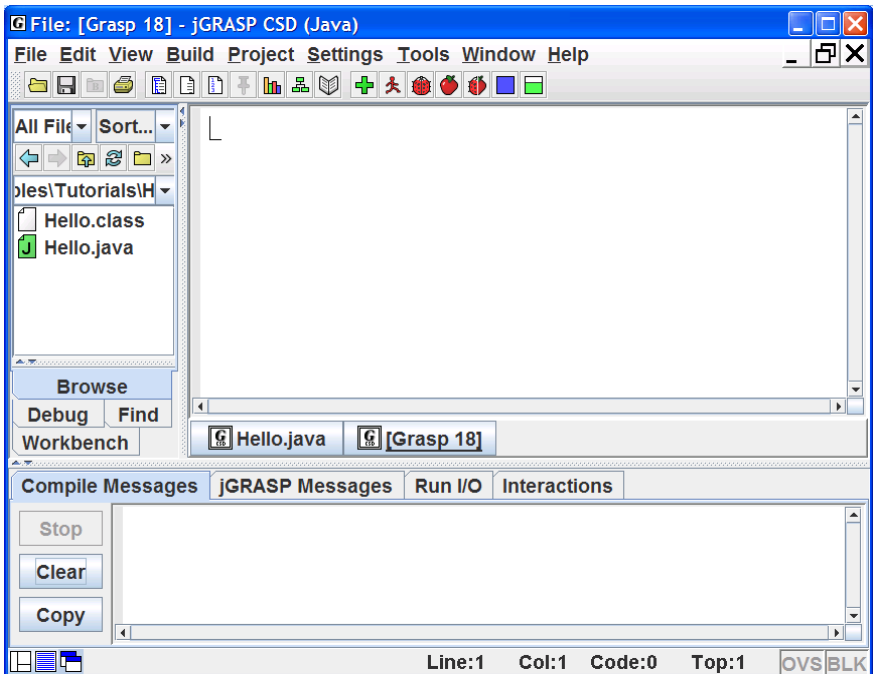 File: [Grasp 18] - jGRASP CSD (Java)
File Edit View Build Project Settings Tools Window Help
All File Sort...
ples\Tutorials\H
Hello.class
Hello.java
Browse
Debug Find
Workbench
Hello.java [Grasp 18]
Compile Messages jGRASP Messages Run I/O Interactions
Stop
Clear
Copy
Line:1 Col:1 Code:0 Top:1 OVS BLK